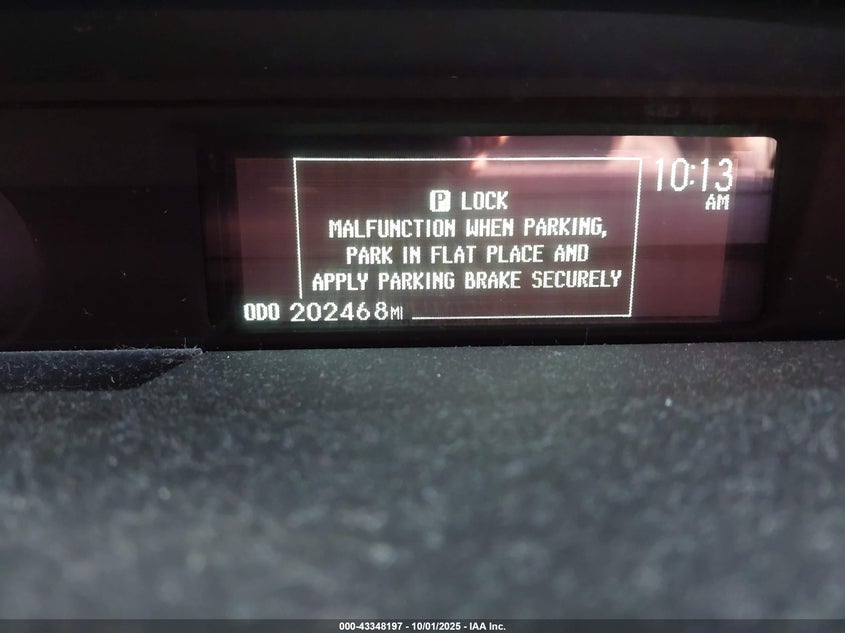 10:13
AM
P LOCK
MALFUNCTION WHEN PARKING,
PARK IN FLAT PLACE AND
APPLY PARKING BRAKE SECURELY
ODO 202468MI
000-43348197 - 10/01/2025 - IAA Inc.